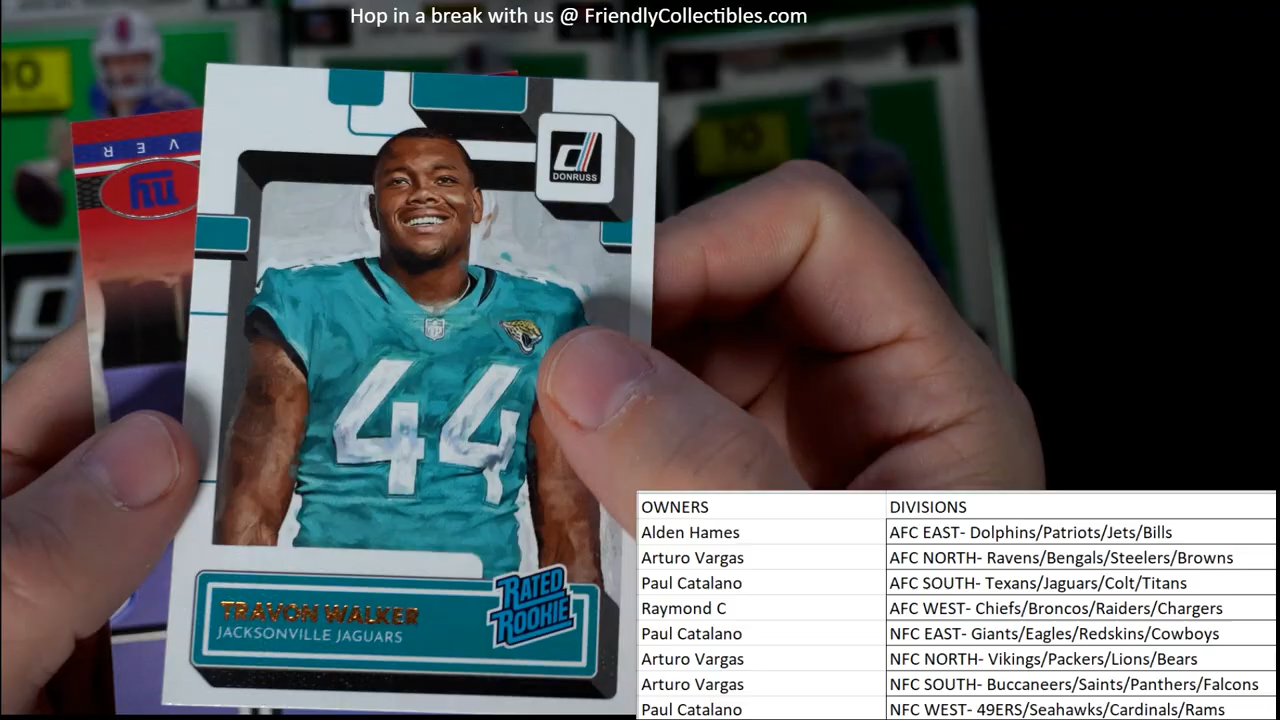 Hop in a break with us @ FriendlyCollectibles.com
10
10
V E R
ny
DONRUSS
44
TRAVON WALKER
JACKSONVILLE JAGUARS
RATED
ROOKIE
OWNERS DIVISIONS
Alden Hames AFC EAST- Dolphins/Patriots/Jets/Bills
Arturo Vargas AFC NORTH- Ravens/Bengals/Steelers/Browns
Paul Catalano AFC SOUTH- Texans/Jaguars/Colt/Titans
Raymond C AFC WEST- Chiefs/Broncos/Raiders/Chargers
Paul Catalano NFC EAST- Giants/Eagles/Redskins/Cowboys
Arturo Vargas NFC NORTH- Vikings/Packers/Lions/Bears
Arturo Vargas NFC SOUTH- Buccaneers/Saints/Panthers/Falcons
Paul Catalano NFC WEST- 49ERS/Seahawks/Cardinals/Rams